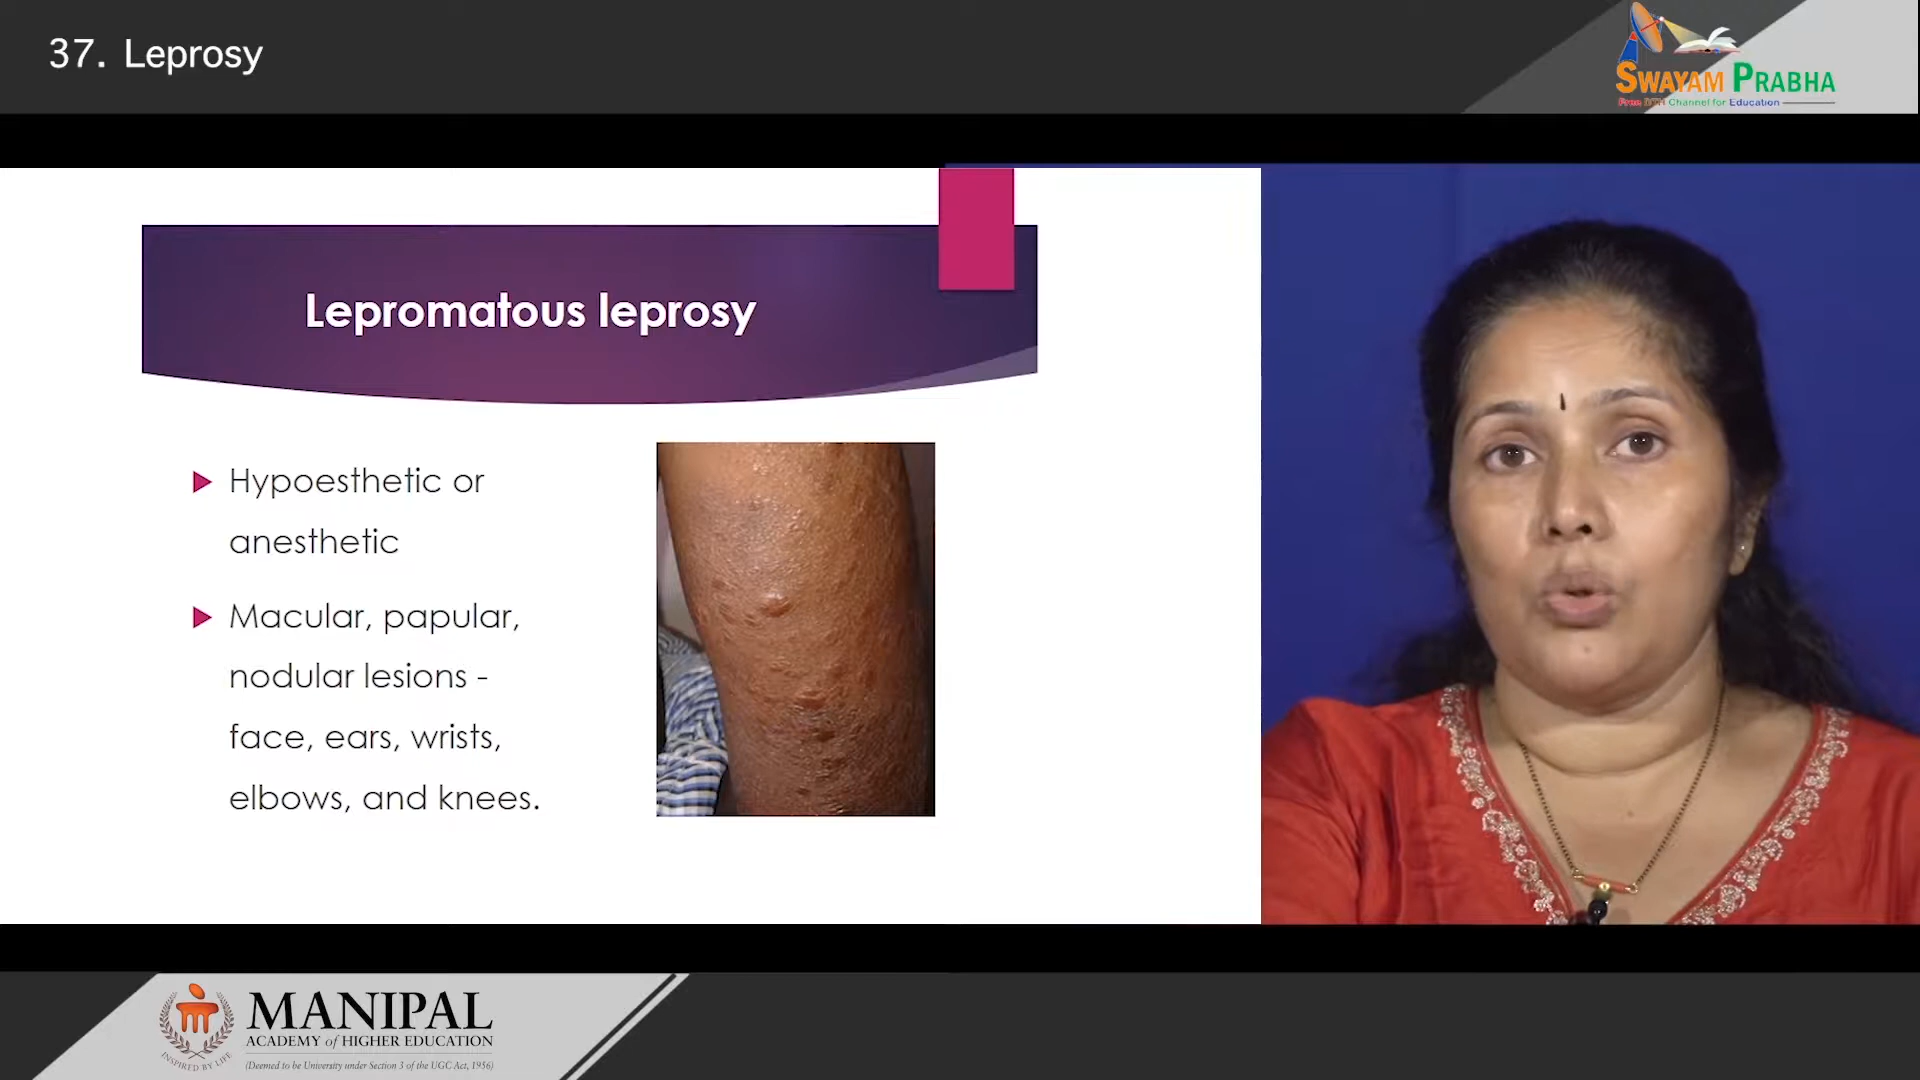 37. Leprosy
SWAYAM PRABHA
Free DTH Channel for Education
Lepromatous leprosy
Hypoesthetic or
anesthetic
Macular, papular,
nodular lesions -
face, ears, wrists,
elbows, and knees.
MANIPAL
ACADEMY of HIGHER EDUCATION
(Deemed to be University under Section 3 of the UGC Act, 1956)
INSPIRED BY LIFE